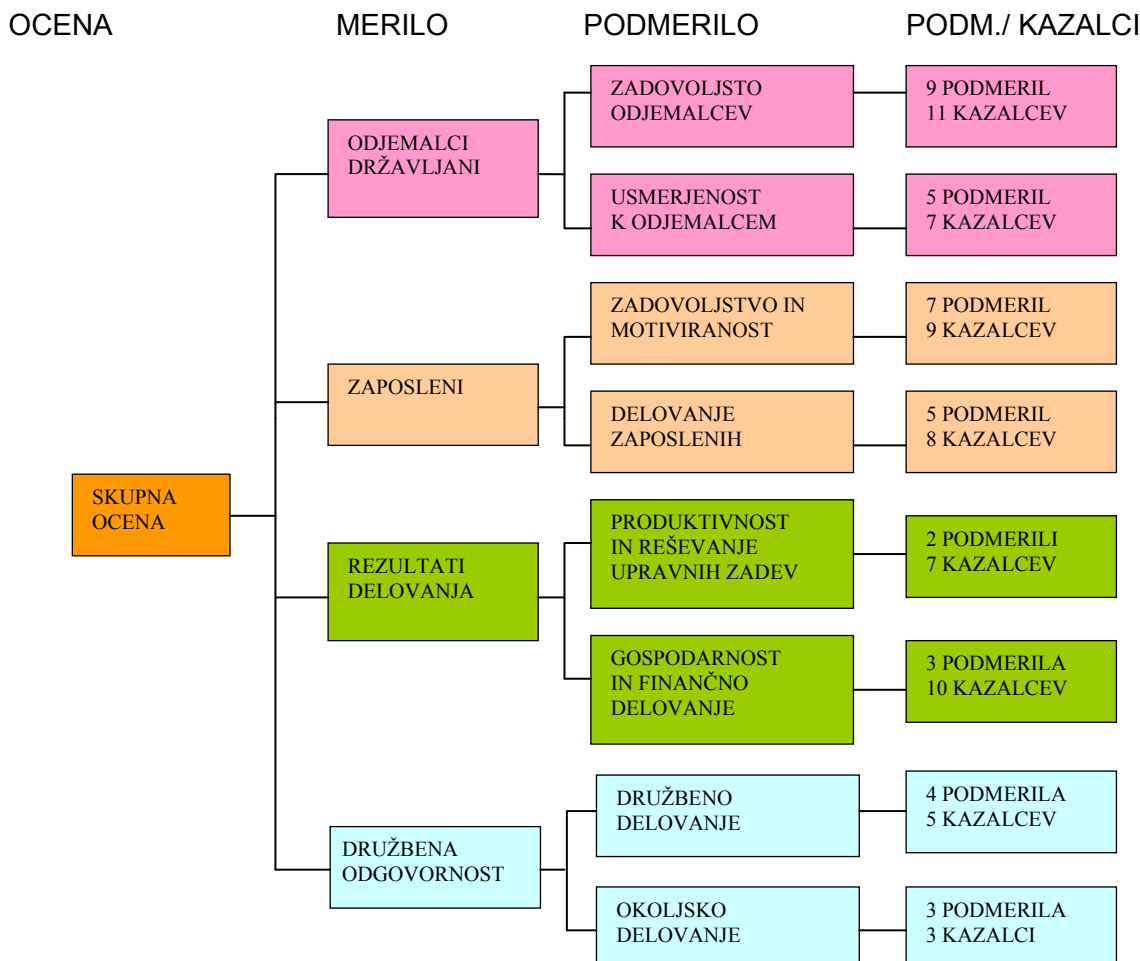 OCENA MERILO PODMERILO PODM./ KAZALCI
ZADOVOLJSTO
ODJEMALCEV
9 PODMERIL
11 KAZALCEV
ODJEMALCI
DRŽAVLJANI
USMERJENOST
K ODJEMALCEM
5 PODMERIL
7 KAZALCEV
ZADOVOLJSTVO IN
MOTIVIRANOST
7 PODMERIL
9 KAZALCEV
ZAPOSLENI
DELOVANJE
ZAPOSLENIH
5 PODMERIL
8 KAZALCEV
SKUPNA
OCENA
PRODUKTIVNOST
IN REŠEVANJE
UPRAVNIH ZADEV
2 PODMERILI
7 KAZALCEV
REZULTATI
DELOVANJA
GOSPODARNOST
IN FINANČNO
DELOVANJE
3 PODMERILA
10 KAZALCEV
DRUŽBENO
DELOVANJE
4 PODMERILA
5 KAZALCEV
DRUŽBENA
ODGOVORNOST
OKOLJSKO
DELOVANJE
3 PODMERILA
3 KAZALCI